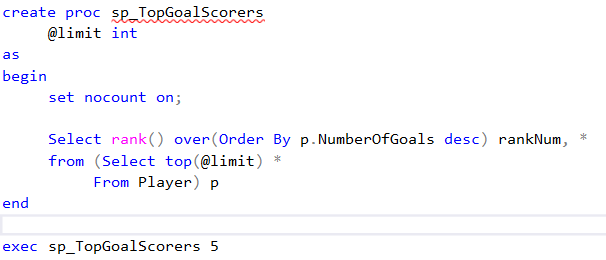 create proc sp_TopGoalScorers
@limit int
as
begin
set nocount on;
Select rank() over(Order By p.NumberOfGoals desc) rankNum, *
from (Select top(@limit) *
From Player) p
end
exec sp_TopGoalScorers 5